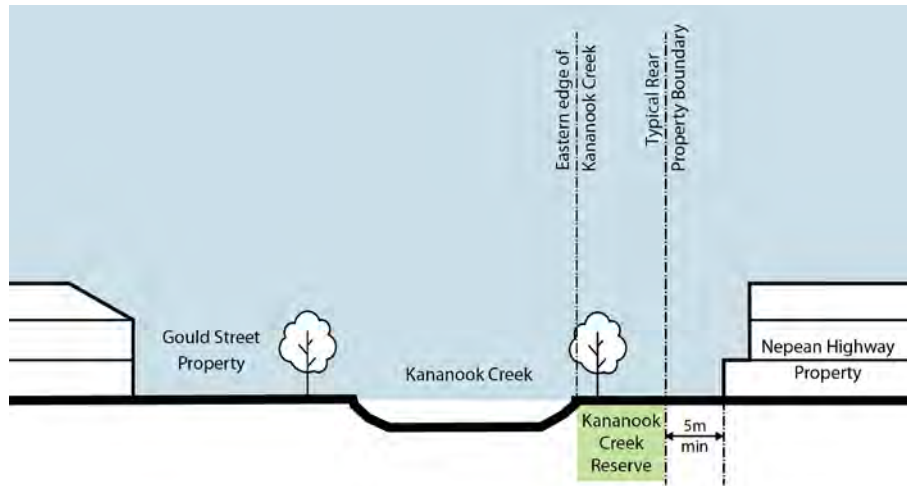 Eastern edge of
Kananook Creek
Typical Rear
Property Boundary
Gould Street
Property
Kananook Creek
Nepean Highway
Property
Kananook
Creek
Reserve
5m
min